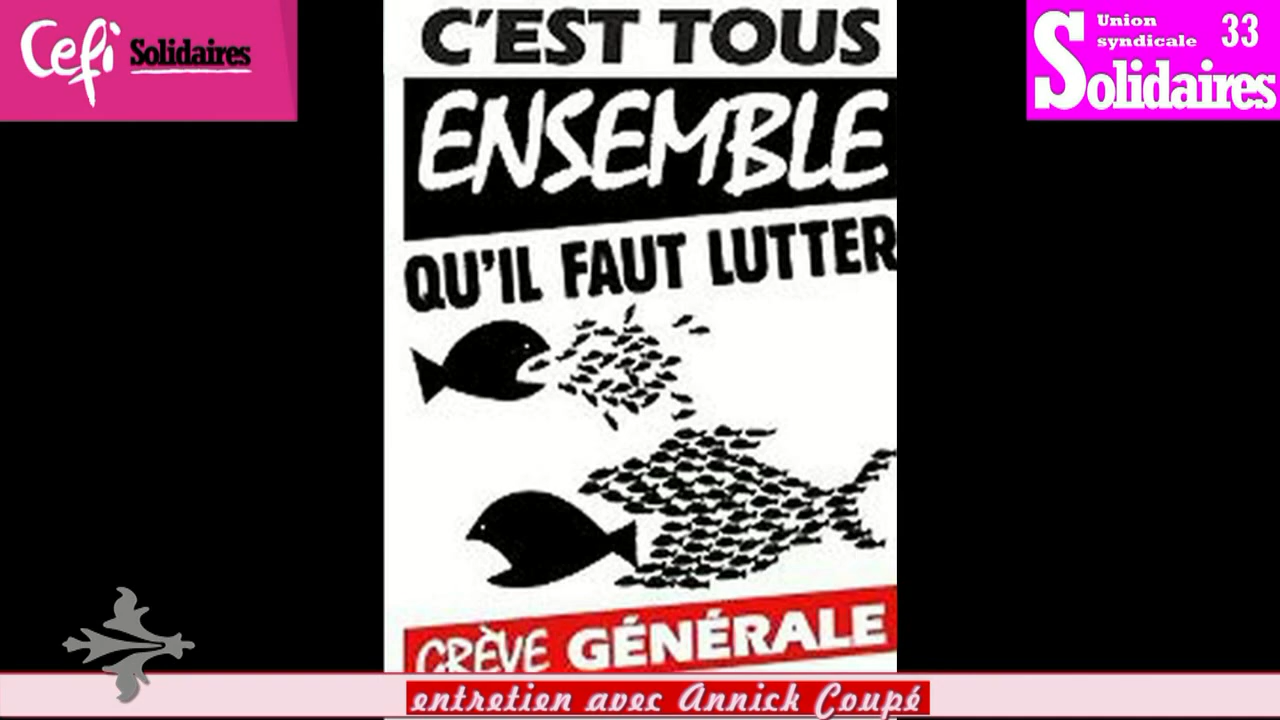 Cefi Solidaires
Union
syndicale 33
Solidaires
C'EST TOUS
ENSEMBLE
QU'IL FAUT LUTTER
GRÈVE GÉNÉRALE
entretien avec Annick Coupé